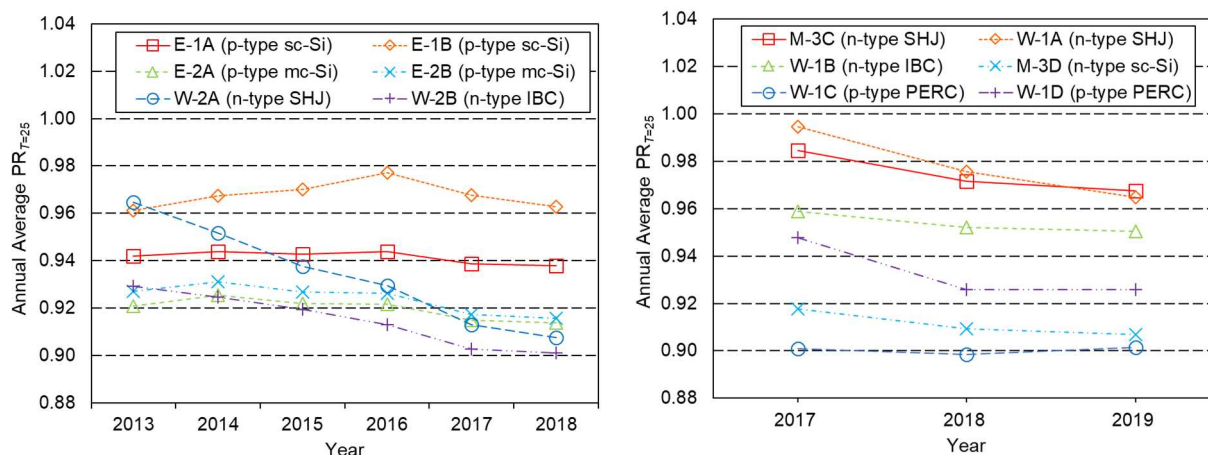 1.04
1.02
1.00
0.98
0.96
0.94
0.92
0.90
0.88
Annual Average PR_{T=25}
E-1A (p-type sc-Si)
E-1B (p-type sc-Si)
E-2A (p-type mc-Si)
E-2B (p-type mc-Si)
W-2A (n-type SHJ)
W-2B (n-type IBC)
2013 2014 2015 2016 2017 2018
Year
1.04
1.02
1.00
0.98
0.96
0.94
0.92
0.90
0.88
Annual Average PR_{T=25}
M-3C (n-type SHJ)
W-1A (n-type SHJ)
W-1B (n-type IBC)
M-3D (n-type sc-Si)
W-1C (p-type PERC)
W-1D (p-type PERC)
2017 2018 2019
Year